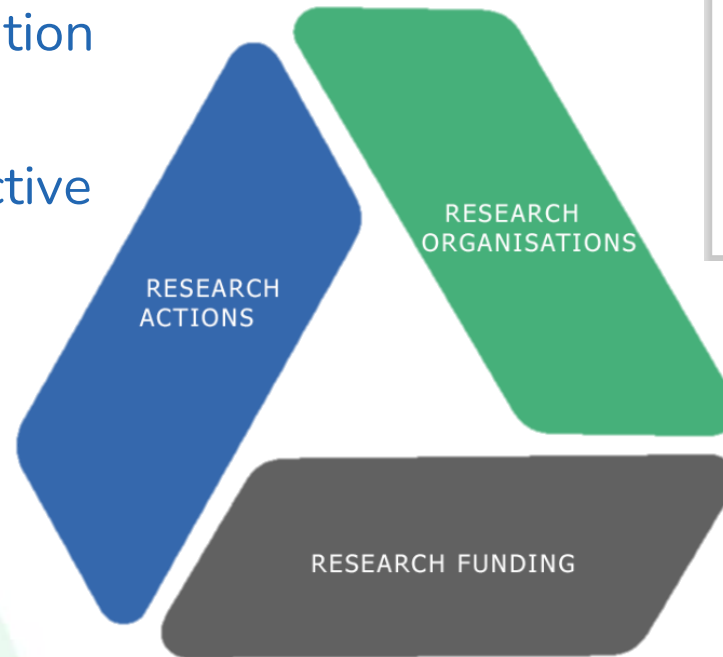 tion
ctive
RESEARCH
ORGANISATIONS
RESEARCH
ACTIONS
RESEARCH FUNDING